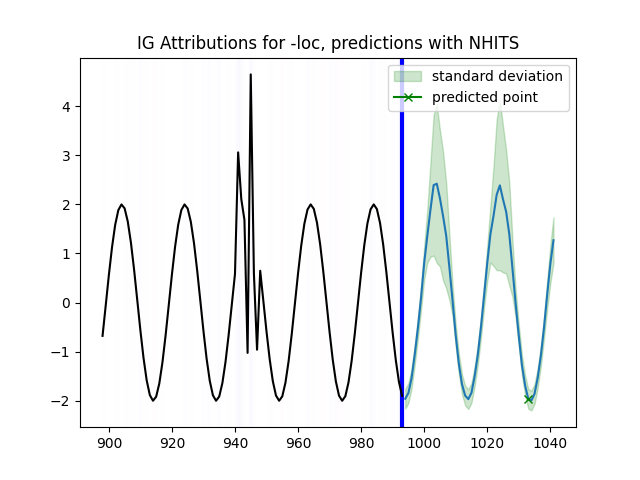 IG Attributions for -loc, predictions with NHITS
standard deviation
predicted point
4
3
2
1
0
−1
−2
900 920 940 960 980 1000 1020 1040